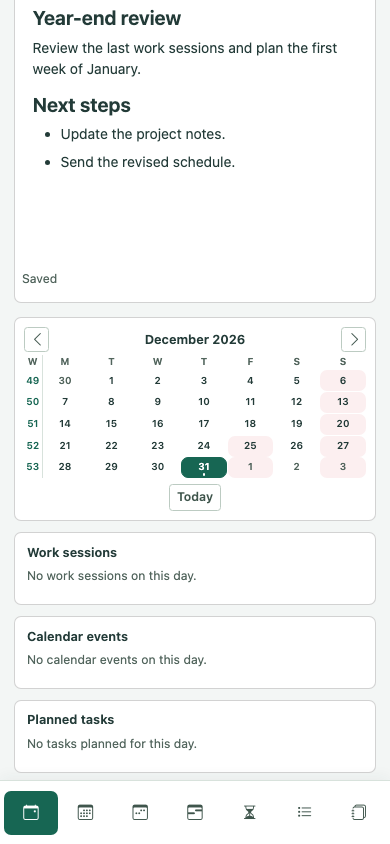 Year-end review
Review the last work sessions and plan the first
week of January.
Next steps
• Update the project notes.
• Send the revised schedule.
Saved
December 2026
W M T W T F S S
49 30 1 2 3 4 5 6
50 7 8 9 10 11 12 13
51 14 15 16 17 18 19 20
52 21 22 23 24 25 26 27
53 28 29 30 31 1 2 3
Today
Work sessions
No work sessions on this day.
Calendar events
No calendar events on this day.
Planned tasks
No tasks planned for this day.